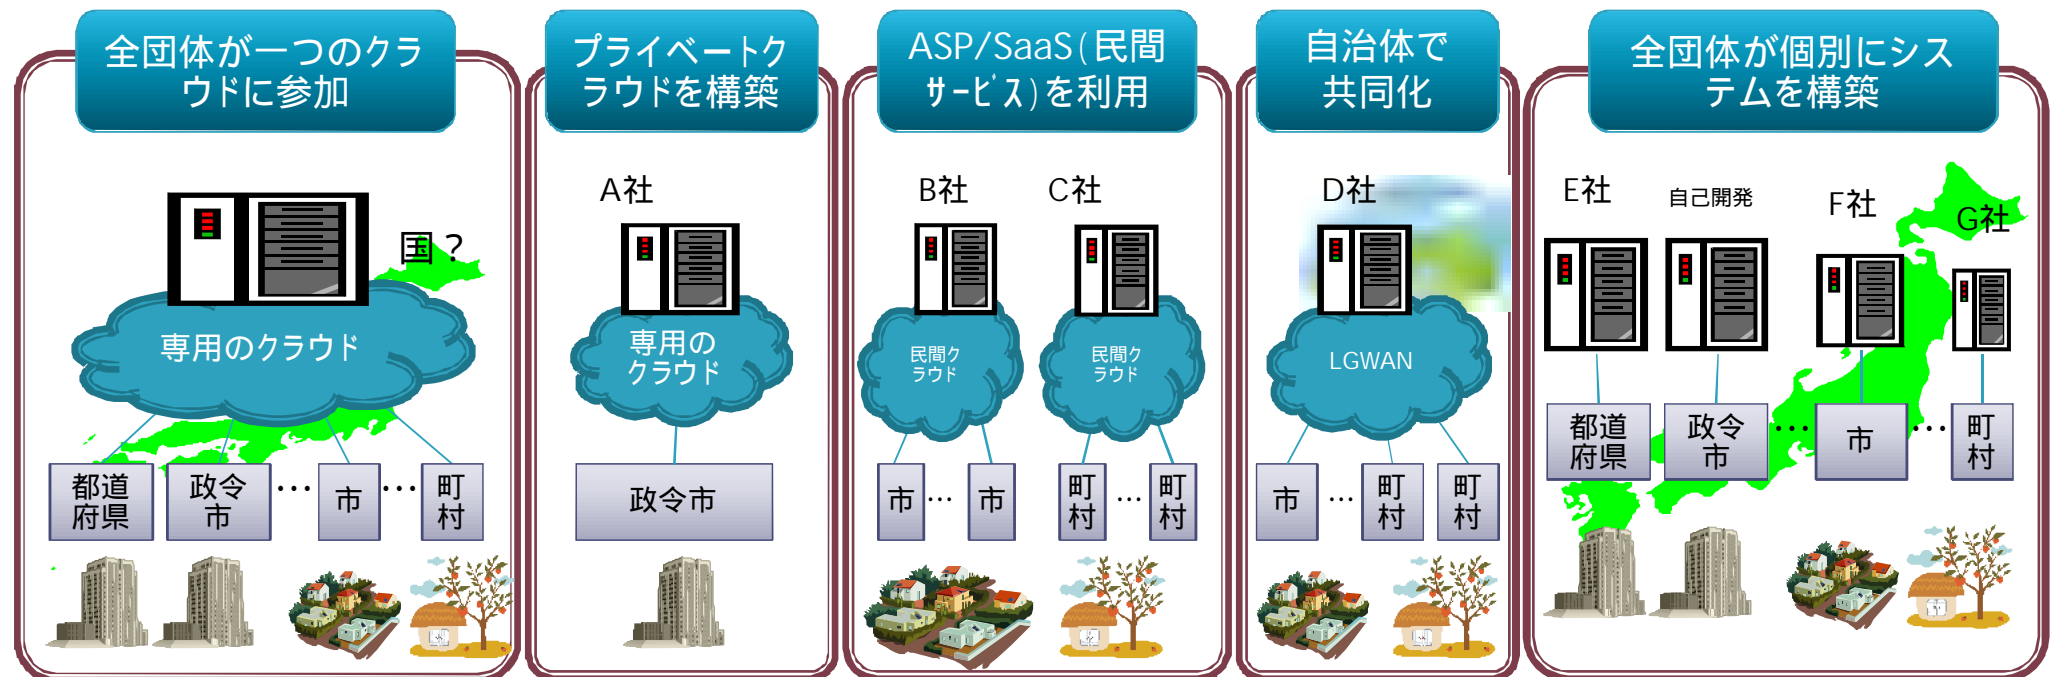 全団体が一つのクラ
ウドに参加
国？
専用のクラウド
都道
府県
政令
市
…
市
…
町
村
プライベートク
ラウドを構築
A社
専用の
クラウド
政令市
ASP/SaaS(民間
サービス)を利用
B社
C社
民間ク
ラウド
民間ク
ラウド
市
…
市
町
村
…
町
村
自治体で
共同化
D社
LGWAN
市
…
町
村
町
村
全団体が個別にシス
テムを構築
E社
自己開発
F社
G社
都道
府県
政令
市
…
市
…
町
村